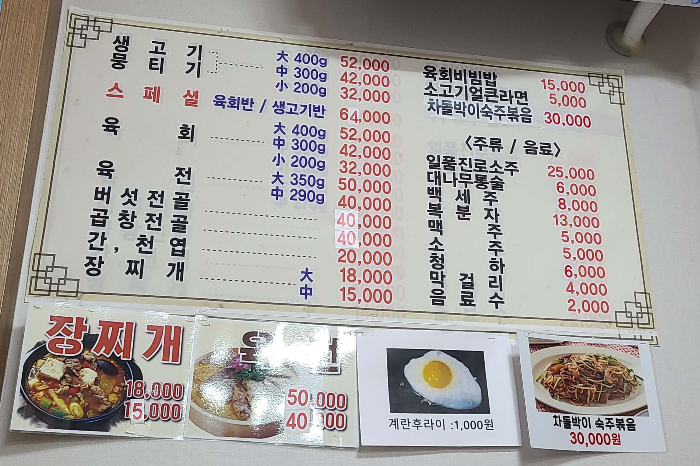 생고기 大 400g 52,000
뭉티기 中 300g 42,000
小 200g 32,000
스페셜 육회반 / 생고기반 64,000
육회 大 400g 52,000
中 300g 42,000
小 200g 32,000
육전 大 350g 50,000
中 290g 40,000
버섯전골 40,000
곱창전골 40,000
간,천엽 20,000
장찌개 大 18,000
中 15,000
육회비빔밥 15,000
소고기얼큰라면 5,000
차돌박이숙주볶음 30,000
〈주류 / 음료〉
일품진로소주 25,000
대나무통술 6,000
백세주 8,000
복분자 13,000
맥주 5,000
소주 5,000
청하 6,000
막걸리 4,000
음료수 2,000
장찌개
18,000
15,000
육전
50,000
40,000
계란후라이 :1,000원
차돌박이 숙주볶음
30,000원